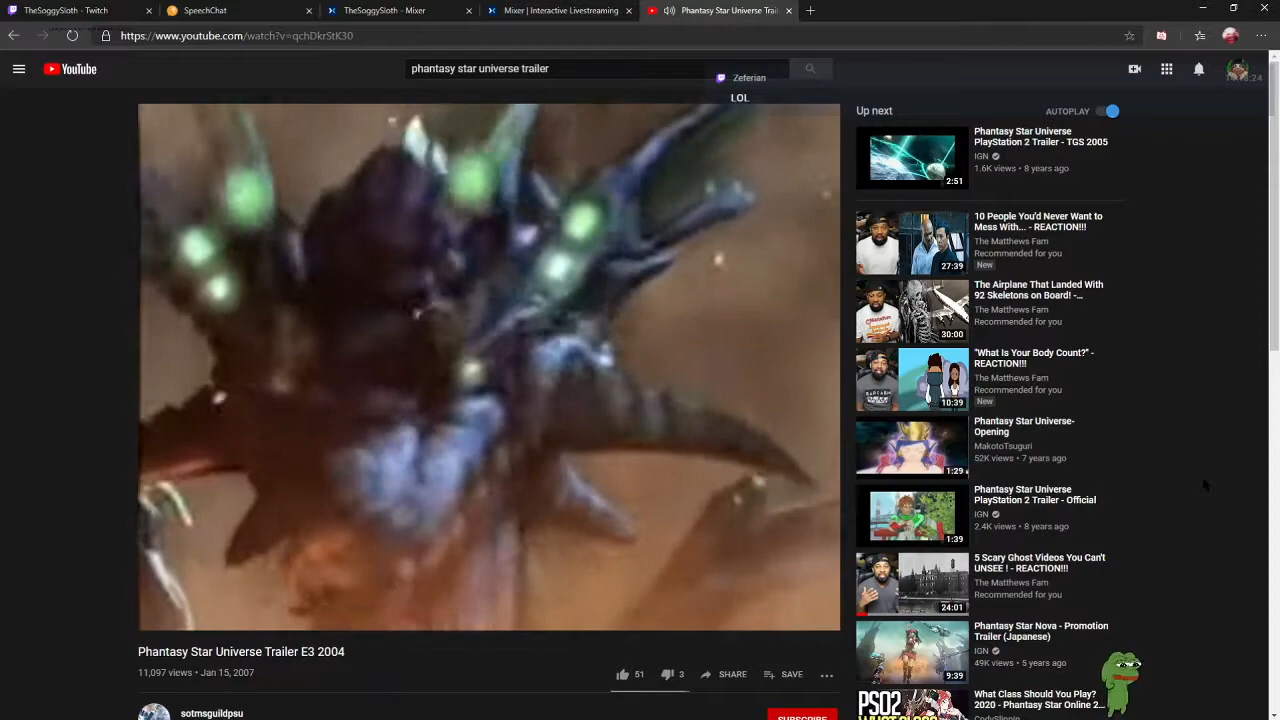 TheSoggySloth - Twitch
SpeechChat
TheSoggySloth - Mixer
Mixer | Interactive Livestreaming
Phantasy Star Universe Trail
https://www.youtube.com/watch?v=qchDkrStK30
YouTube
phantasy star universe trailer
Zeferian
LOL
Up next
AUTOPLAY
Phantasy Star Universe
PlayStation 2 Trailer - TGS 2005
IGN
1.6K views • 8 years ago
2:51
10 People You'd Never Want to
Mess With... - REACTION!!!
The Matthews Fam
Recommended for you
New
27:39
The Airplane That Landed With
92 Skeletons on Board! -...
The Matthews Fam
Recommended for you
30:00
"What Is Your Body Count?" -
REACTION!!!
The Matthews Fam
Recommended for you
New
10:39
Phantasy Star Universe-
Opening
MakotoTsuguri
52K views • 7 years ago
1:29
Phantasy Star Universe
PlayStation 2 Trailer - Official
IGN
2.4K views • 8 years ago
1:39
5 Scary Ghost Videos You Can't
UNSEE ! - REACTION!!!
The Matthews Fam
Recommended for you
24:01
Phantasy Star Nova - Promotion
Trailer (Japanese)
IGN
49K views • 5 years ago
9:39
PSO2
What Class Should You Play?
2020 - Phantasy Star Online 2...
CodySlippin
Phantasy Star Universe Trailer E3 2004
11,097 views • Jan 15, 2007
51
3
SHARE
SAVE
sotmsguildpsu
SUBSCRIBE